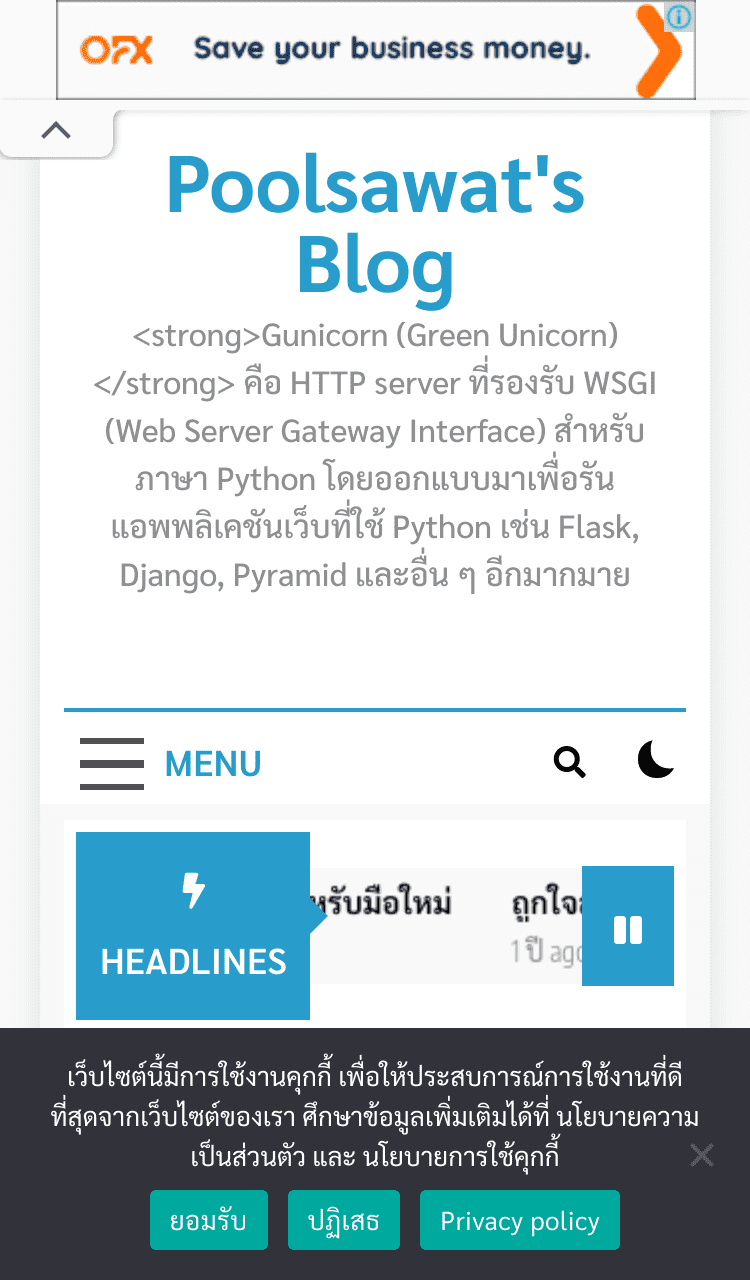 OFX Save your business money.
Poolsawat's
Blog
<strong>Gunicorn (Green Unicorn)
</strong> คือ HTTP server ที่รองรับ WSGI
(Web Server Gateway Interface) สำหรับ
ภาษา Python โดยออกแบบมาเพื่อรัน
แอพพลิเคชันเว็บที่ใช้ Python เช่น Flask,
Django, Pyramid และอื่น ๆ อีกมากมาย
MENU
HEADLINES
หรับมือใหม่
ถูกใจ
1 ปี ago
เว็บไซต์นี้มีการใช้งานคุกกี้ เพื่อให้ประสบการณ์การใช้งานที่ดี
ที่สุดจากเว็บไซต์ของเรา ศึกษาข้อมูลเพิ่มเติมได้ที่ นโยบายความ
เป็นส่วนตัว และ นโยบายการใช้คุกกี้
ยอมรับ ปฏิเสธ Privacy policy